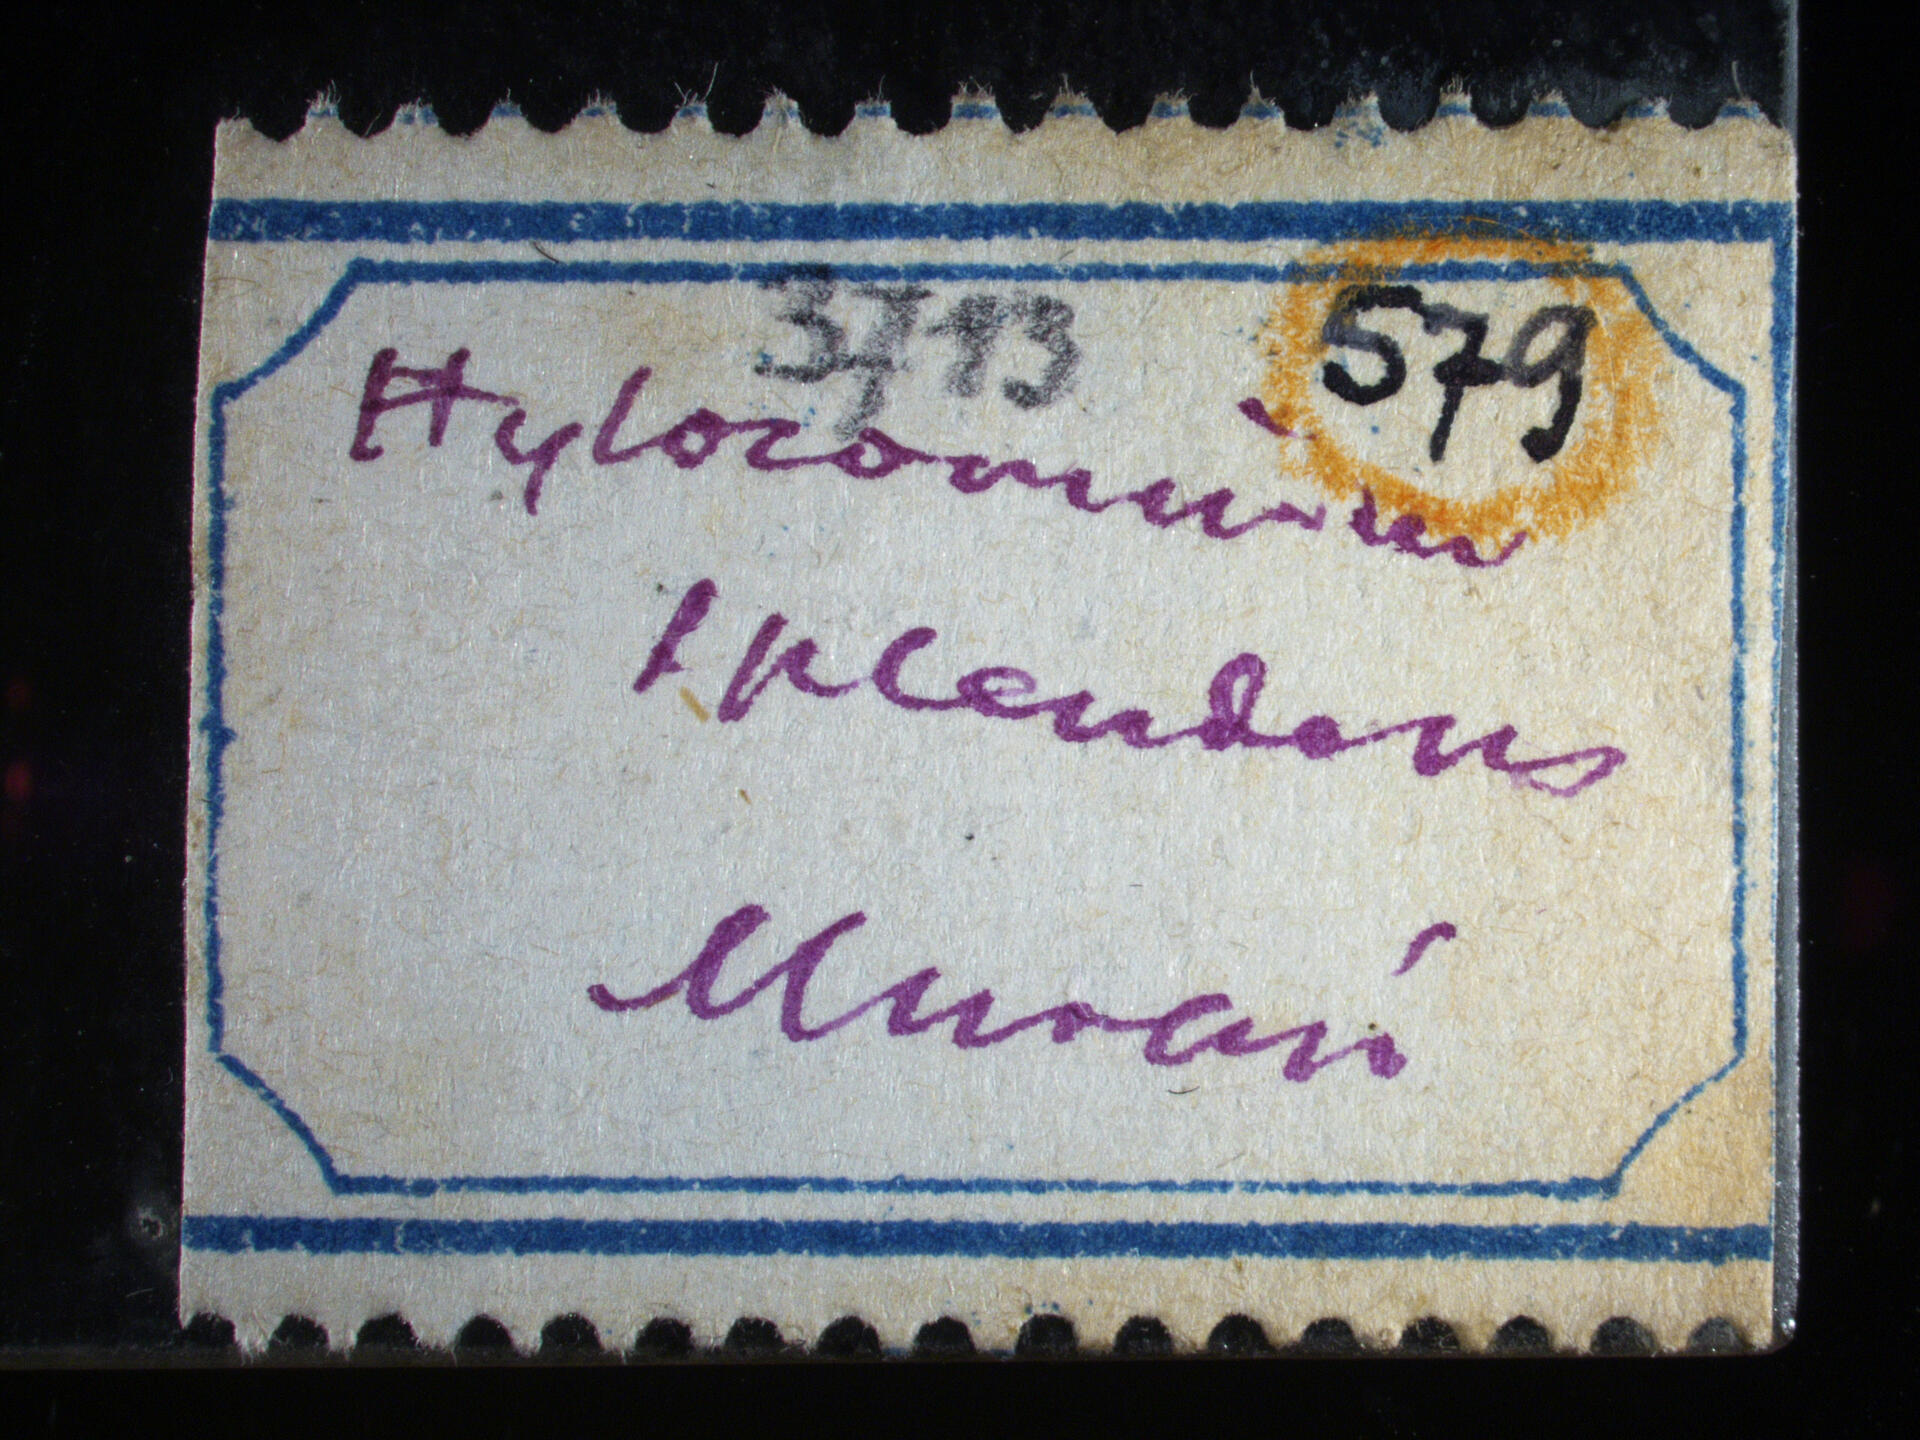 3713 579
Hylocomium
splendens
Muráň